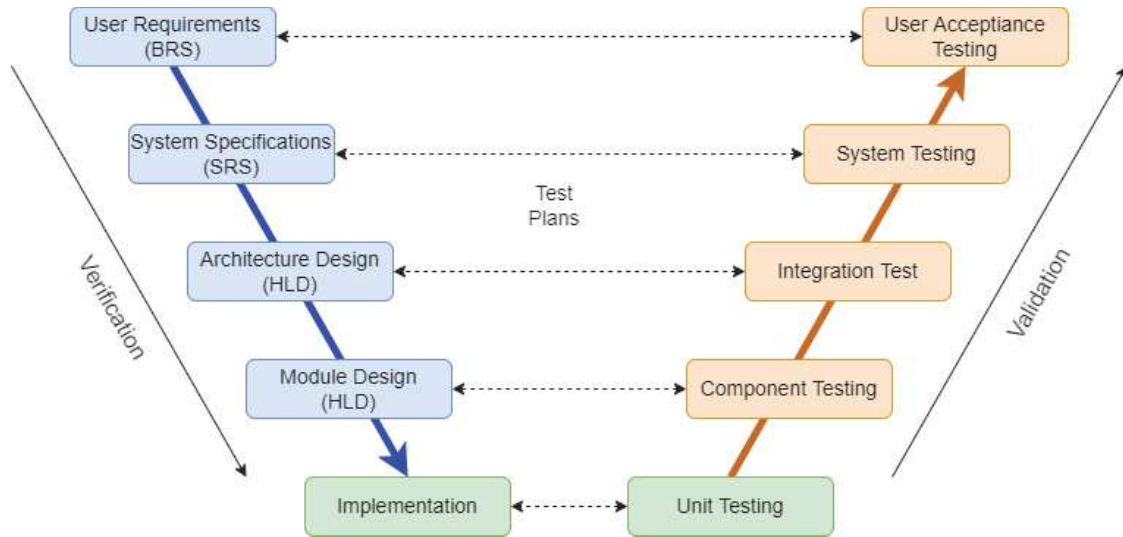 User Requirements
(BRS)
User Acceptance
Testing
System Specifications
(SRS)
System Testing
Test
Plans
Architecture Design
(HLD)
Integration Test
Verification
Validation
Module Design
(HLD)
Component Testing
Implementation
Unit Testing